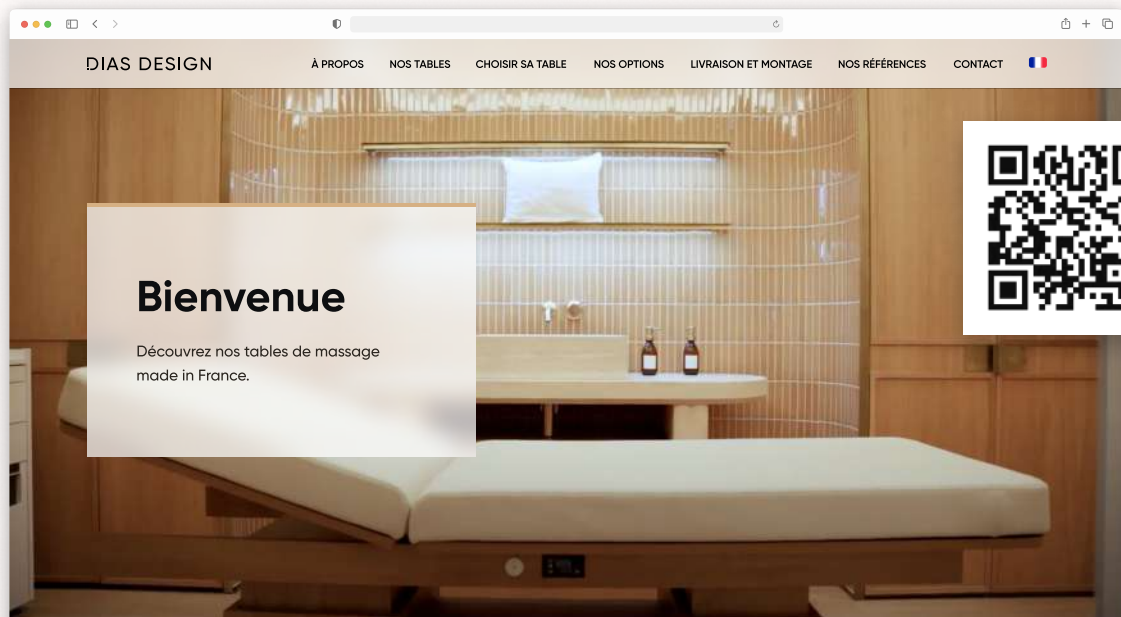 DIAS DESIGN
À PROPOS NOS TABLES CHOISIR SA TABLE NOS OPTIONS LIVRAISON ET MONTAGE NOS RÉFÉRENCES CONTACT
Bienvenue
Découvrez nos tables de massage
made in France.